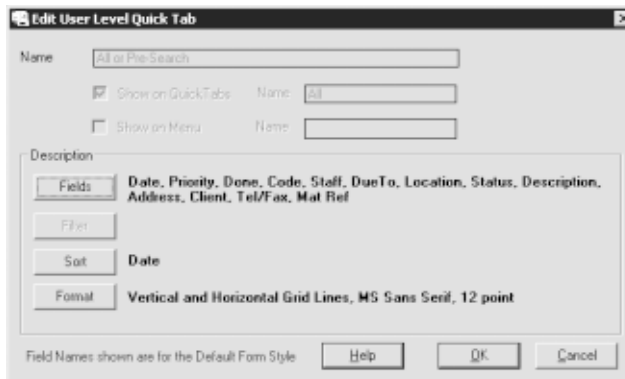 Edit User Level Quick Tab
Name All or Pre-Search
Show on QuickTabs Name All
Show on Menu Name
Description
Fields Date, Priority, Done, Code, Staff, DueTo, Location, Status, Description,
Address, Client, Tel/Fax, Mat Ref
Filter
Sort Date
Format Vertical and Horizontal Grid Lines, MS Sans Serif, 12 point
Field Names shown are for the Default Form Style Help OK Cancel